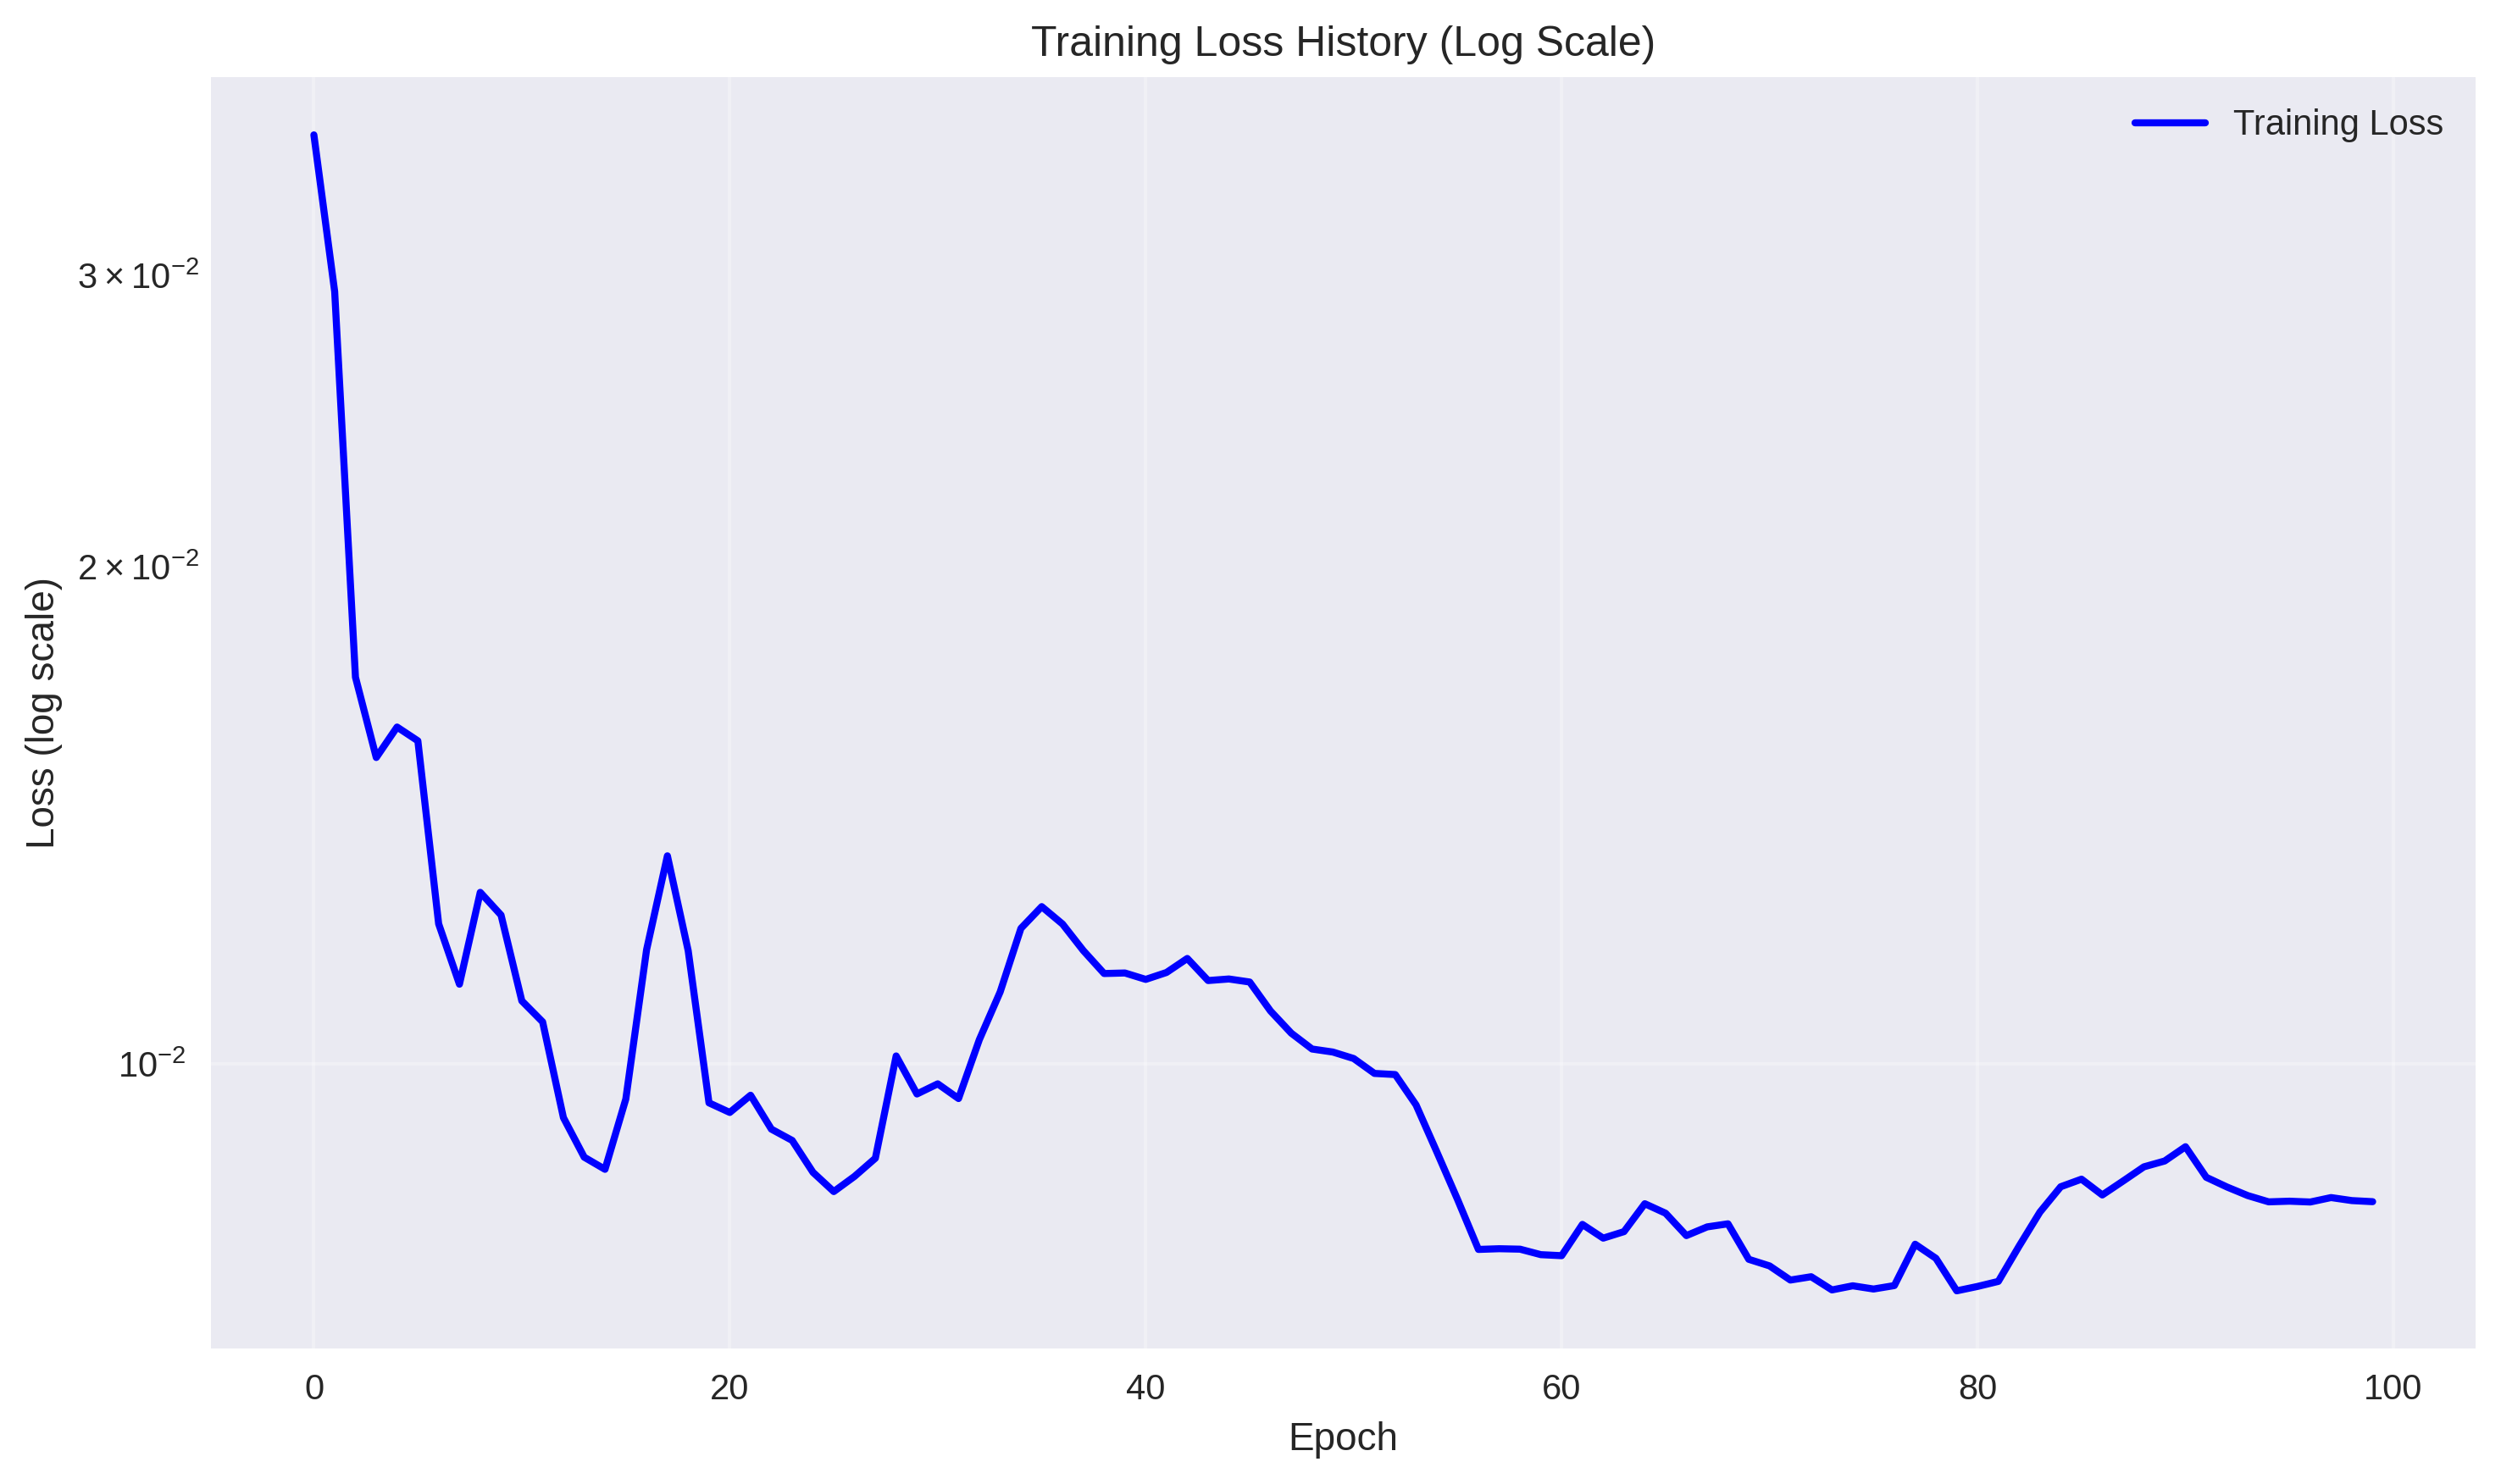 Training Loss History (Log Scale)
Training Loss
Loss (log scale)
3 × 10⁻²
2 × 10⁻²
10⁻²
0 20 40 60 80 100
Epoch